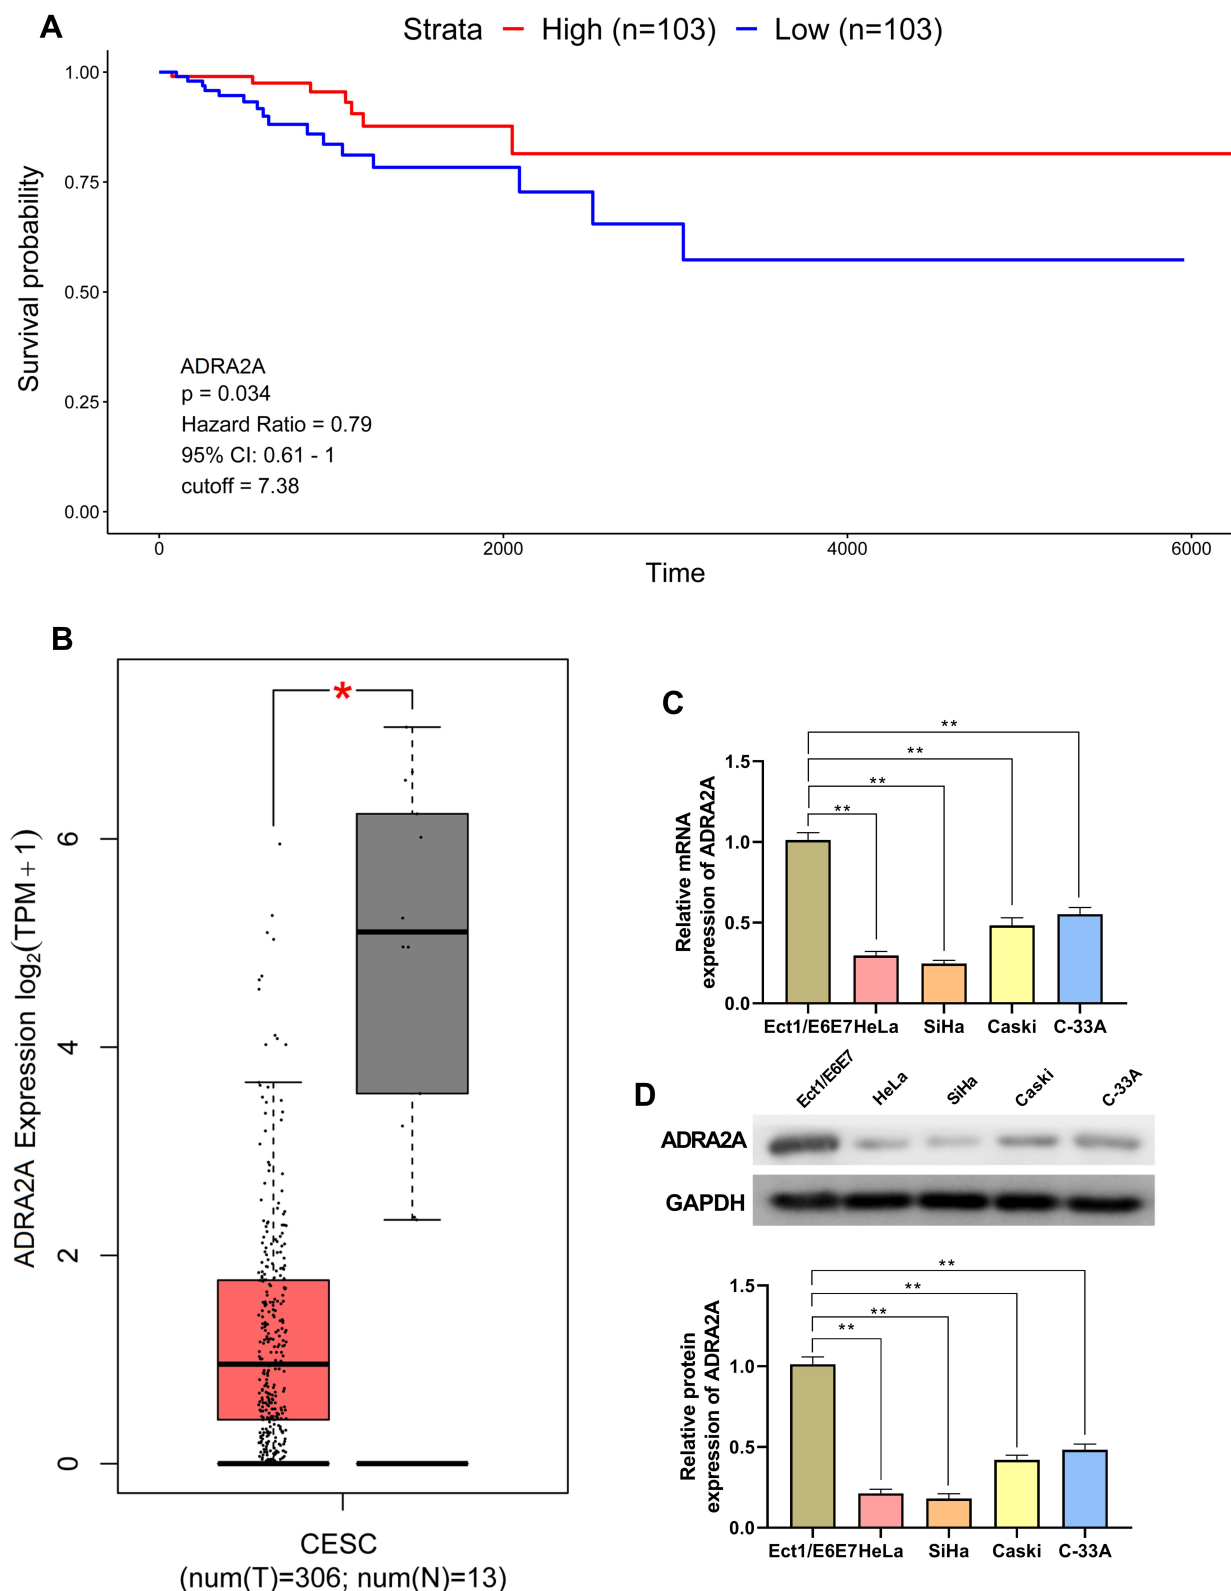 A
Strata High (n=103) Low (n=103)
1.00
0.75
0.50
0.25
0.00
Survival probability
ADRA2A
p = 0.034
Hazard Ratio = 0.79
95% CI: 0.61 - 1
cutoff = 7.38
0 2000 4000 6000
Time
B
*
ADRA2A Expression log2(TPM+1)
6
4
2
0
CESC
(num(T)=306; num(N)=13)
C
Relative mRNA
expression of ADRA2A
1.5
1.0
0.5
0.0
**
**
**
**
Ect1/E6E7 HeLa SiHa Caski C-33A
D
Ect1/E6E7 HeLa SiHa Caski C-33A
ADRA2A
GAPDH
Relative protein
expression of ADRA2A
1.5
1.0
0.5
0.0
**
**
**
**
Ect1/E6E7 HeLa SiHa Caski C-33A